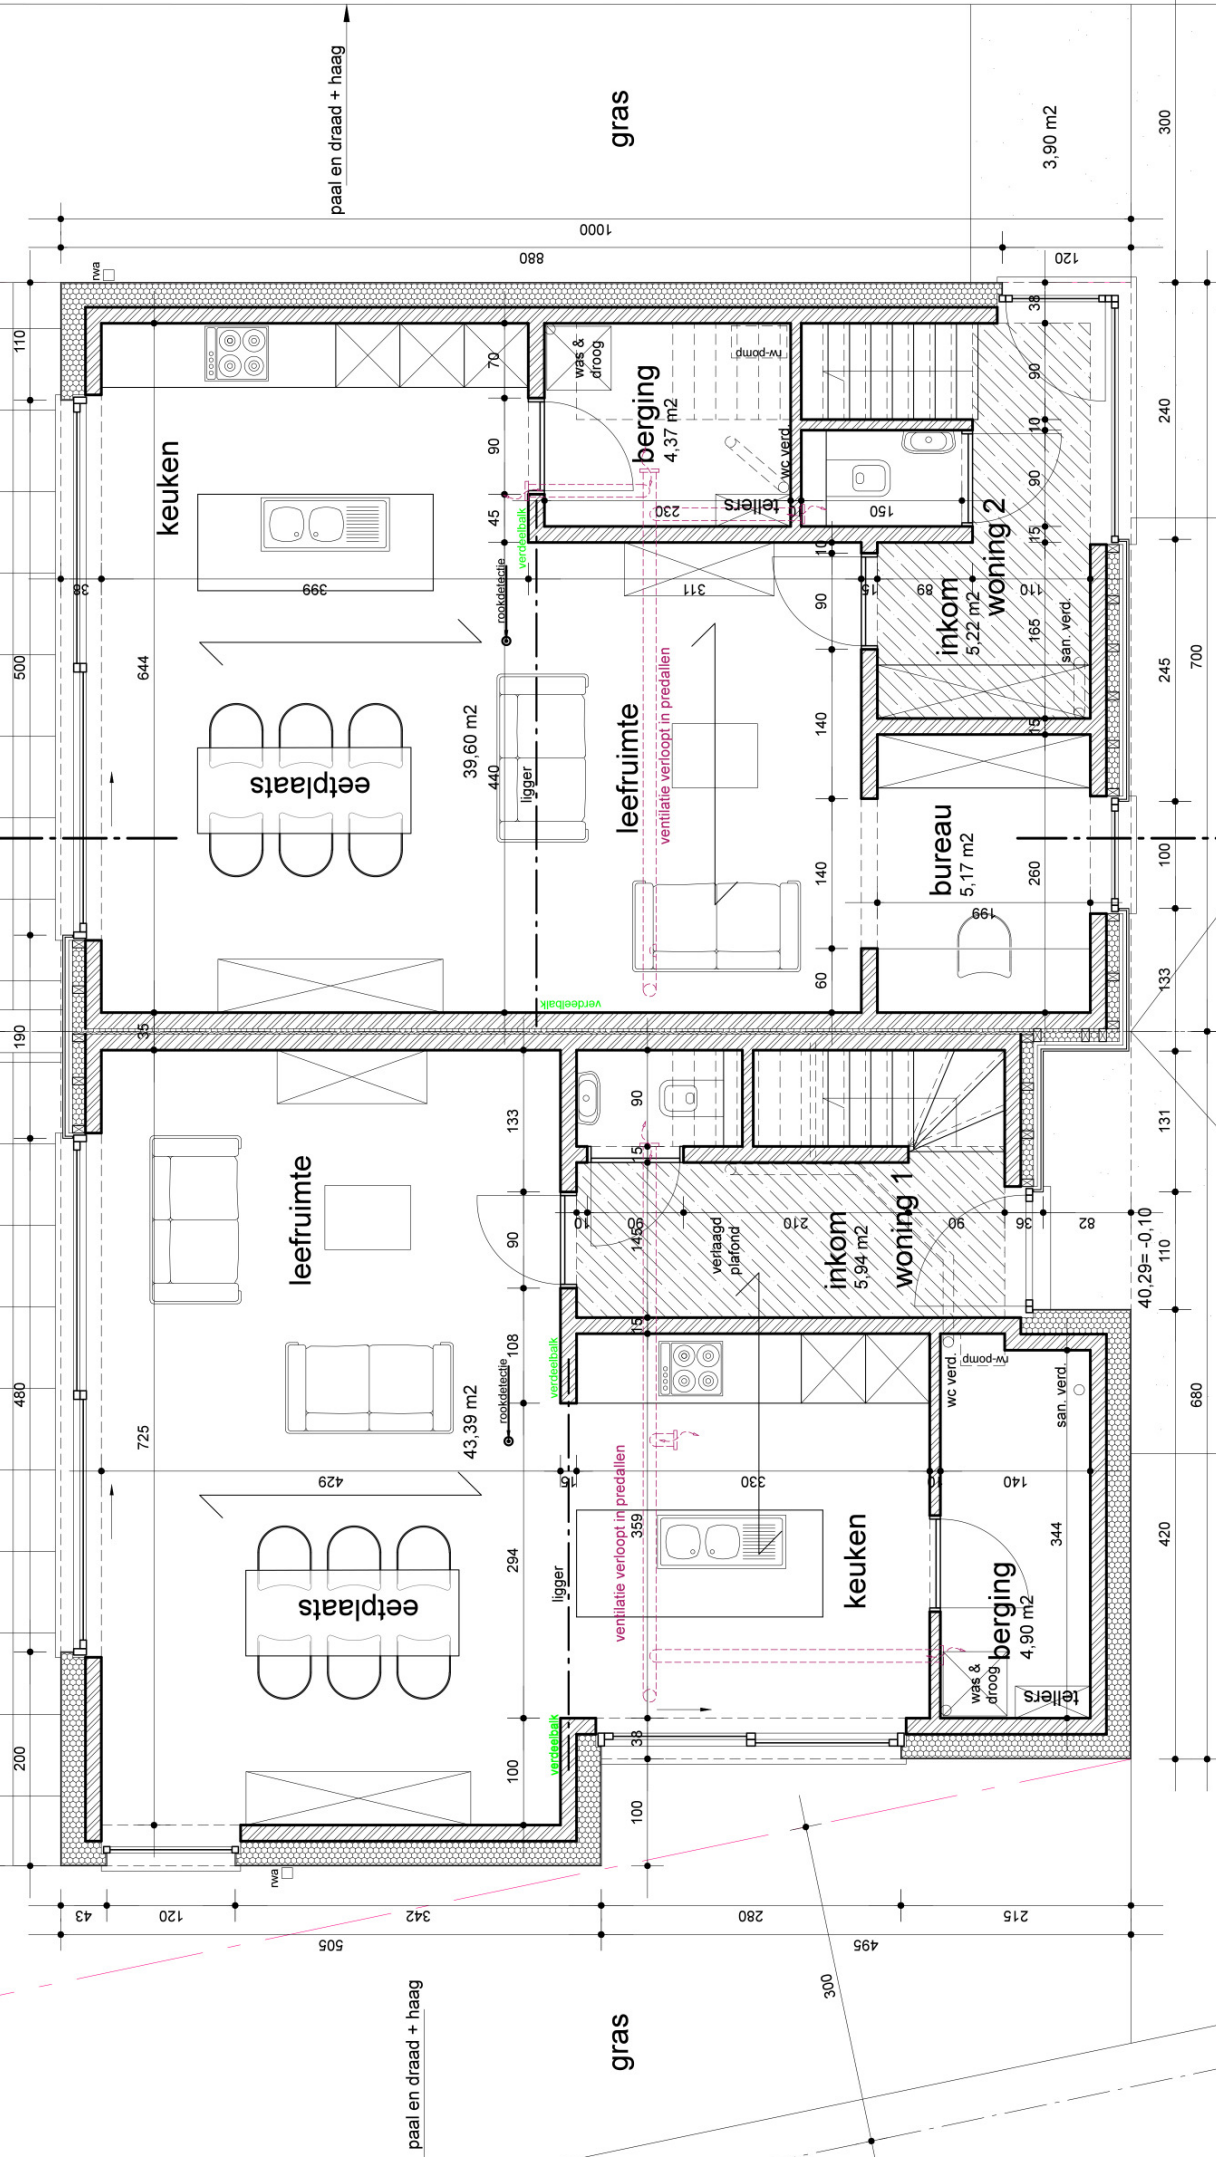 paal en draad + haag
gras
3,90 m2
300
1000
880
120
rwa
110
500
190
480
200
38
240
245
700
100
133
131
110
680
420
keuken
70
was &
droog
rw-pomp
berging
4,37 m2
wc verd.
tellers
90
45
230
10
150
verdeelbalk
38
399
rookdetectie
311
10
90
15
89
110
90
10
90
15
inkom
woning 2
5,22 m2
165
san. verd.
15
644
eetplaats
39,60 m2
440
ligger
leefruimte
ventilatie verloopt in predallen
140
140
60
bureau
5,17 m2
260
199
verdeelbalk
35
133
90
15
leefruimte
90
10
90
145
210
90
36
82
verlaagd
plafond
inkom
woning 1
5,94 m2
40,29= -0,10
15
108
verdeelbalk
rookdetectie
43,39 m2
wc verd.
rw-pomp
san. verd.
725
429
15
330
10
140
ventilatie verloopt in predallen
359
344
294
ligger
keuken
eetplaats
berging
4,90 m2
was &
droog
tellers
verdeelbalk
38
100
100
rwa
43
120
342
280
215
505
495
300
paal en draad + haag
gras